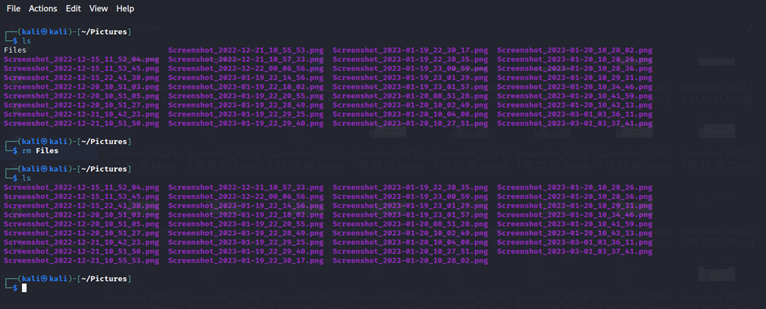 File Actions Edit View Help
┌──(kali㉿kali)-[~/Pictures]
└─$ ls
Files Screenshot_2022-12-21_10_55_53.png Screenshot_2023-01-19_22_30_17.png Screenshot_2023-01-20_10_28_02.png
Screenshot_2022-12-15_11_52_04.png Screenshot_2022-12-21_10_57_33.png Screenshot_2023-01-19_22_30_35.png Screenshot_2023-01-20_10_28_26.png
Screenshot_2022-12-15_11_53_45.png Screenshot_2022-12-22_00_06_56.png Screenshot_2023-01-19_23_00_59.png Screenshot_2023-01-20_10_28_36.png
Screenshot_2022-12-15_22_41_38.png Screenshot_2023-01-19_22_14_56.png Screenshot_2023-01-19_23_01_29.png Screenshot_2023-01-20_10_29_31.png
Screenshot_2022-12-20_10_51_03.png Screenshot_2023-01-19_22_18_02.png Screenshot_2023-01-19_23_01_57.png Screenshot_2023-01-20_10_34_46.png
Screenshot_2022-12-20_10_51_05.png Screenshot_2023-01-19_22_20_55.png Screenshot_2023-01-20_08_51_28.png Screenshot_2023-01-20_10_41_59.png
Screenshot_2022-12-20_10_51_27.png Screenshot_2023-01-19_22_28_49.png Screenshot_2023-01-20_10_02_49.png Screenshot_2023-01-20_10_43_13.png
Screenshot_2022-12-21_10_42_23.png Screenshot_2023-01-19_22_29_25.png Screenshot_2023-01-20_10_04_08.png Screenshot_2023-03-01_03_36_11.png
Screenshot_2022-12-21_10_51_50.png Screenshot_2023-01-19_22_29_40.png Screenshot_2023-01-20_10_27_51.png Screenshot_2023-03-01_03_37_41.png
┌──(kali㉿kali)-[~/Pictures]
└─$ rm Files
┌──(kali㉿kali)-[~/Pictures]
└─$ ls
Screenshot_2022-12-15_11_52_04.png Screenshot_2022-12-21_10_57_33.png Screenshot_2023-01-19_22_30_35.png Screenshot_2023-01-20_10_28_26.png
Screenshot_2022-12-15_11_53_45.png Screenshot_2022-12-22_00_06_56.png Screenshot_2023-01-19_23_00_59.png Screenshot_2023-01-20_10_28_36.png
Screenshot_2022-12-15_22_41_38.png Screenshot_2023-01-19_22_14_56.png Screenshot_2023-01-19_23_01_29.png Screenshot_2023-01-20_10_29_31.png
Screenshot_2022-12-20_10_51_03.png Screenshot_2023-01-19_22_18_02.png Screenshot_2023-01-19_23_01_57.png Screenshot_2023-01-20_10_34_46.png
Screenshot_2022-12-20_10_51_05.png Screenshot_2023-01-19_22_20_55.png Screenshot_2023-01-20_08_51_28.png Screenshot_2023-01-20_10_41_59.png
Screenshot_2022-12-20_10_51_27.png Screenshot_2023-01-19_22_28_49.png Screenshot_2023-01-20_10_02_49.png Screenshot_2023-01-20_10_43_13.png
Screenshot_2022-12-21_10_42_23.png Screenshot_2023-01-19_22_29_25.png Screenshot_2023-01-20_10_04_08.png Screenshot_2023-03-01_03_36_11.png
Screenshot_2022-12-21_10_51_50.png Screenshot_2023-01-19_22_29_40.png Screenshot_2023-01-20_10_27_51.png Screenshot_2023-03-01_03_37_41.png
Screenshot_2022-12-21_10_55_53.png Screenshot_2023-01-19_22_30_17.png Screenshot_2023-01-20_10_28_02.png
┌──(kali㉿kali)-[~/Pictures]
└─$